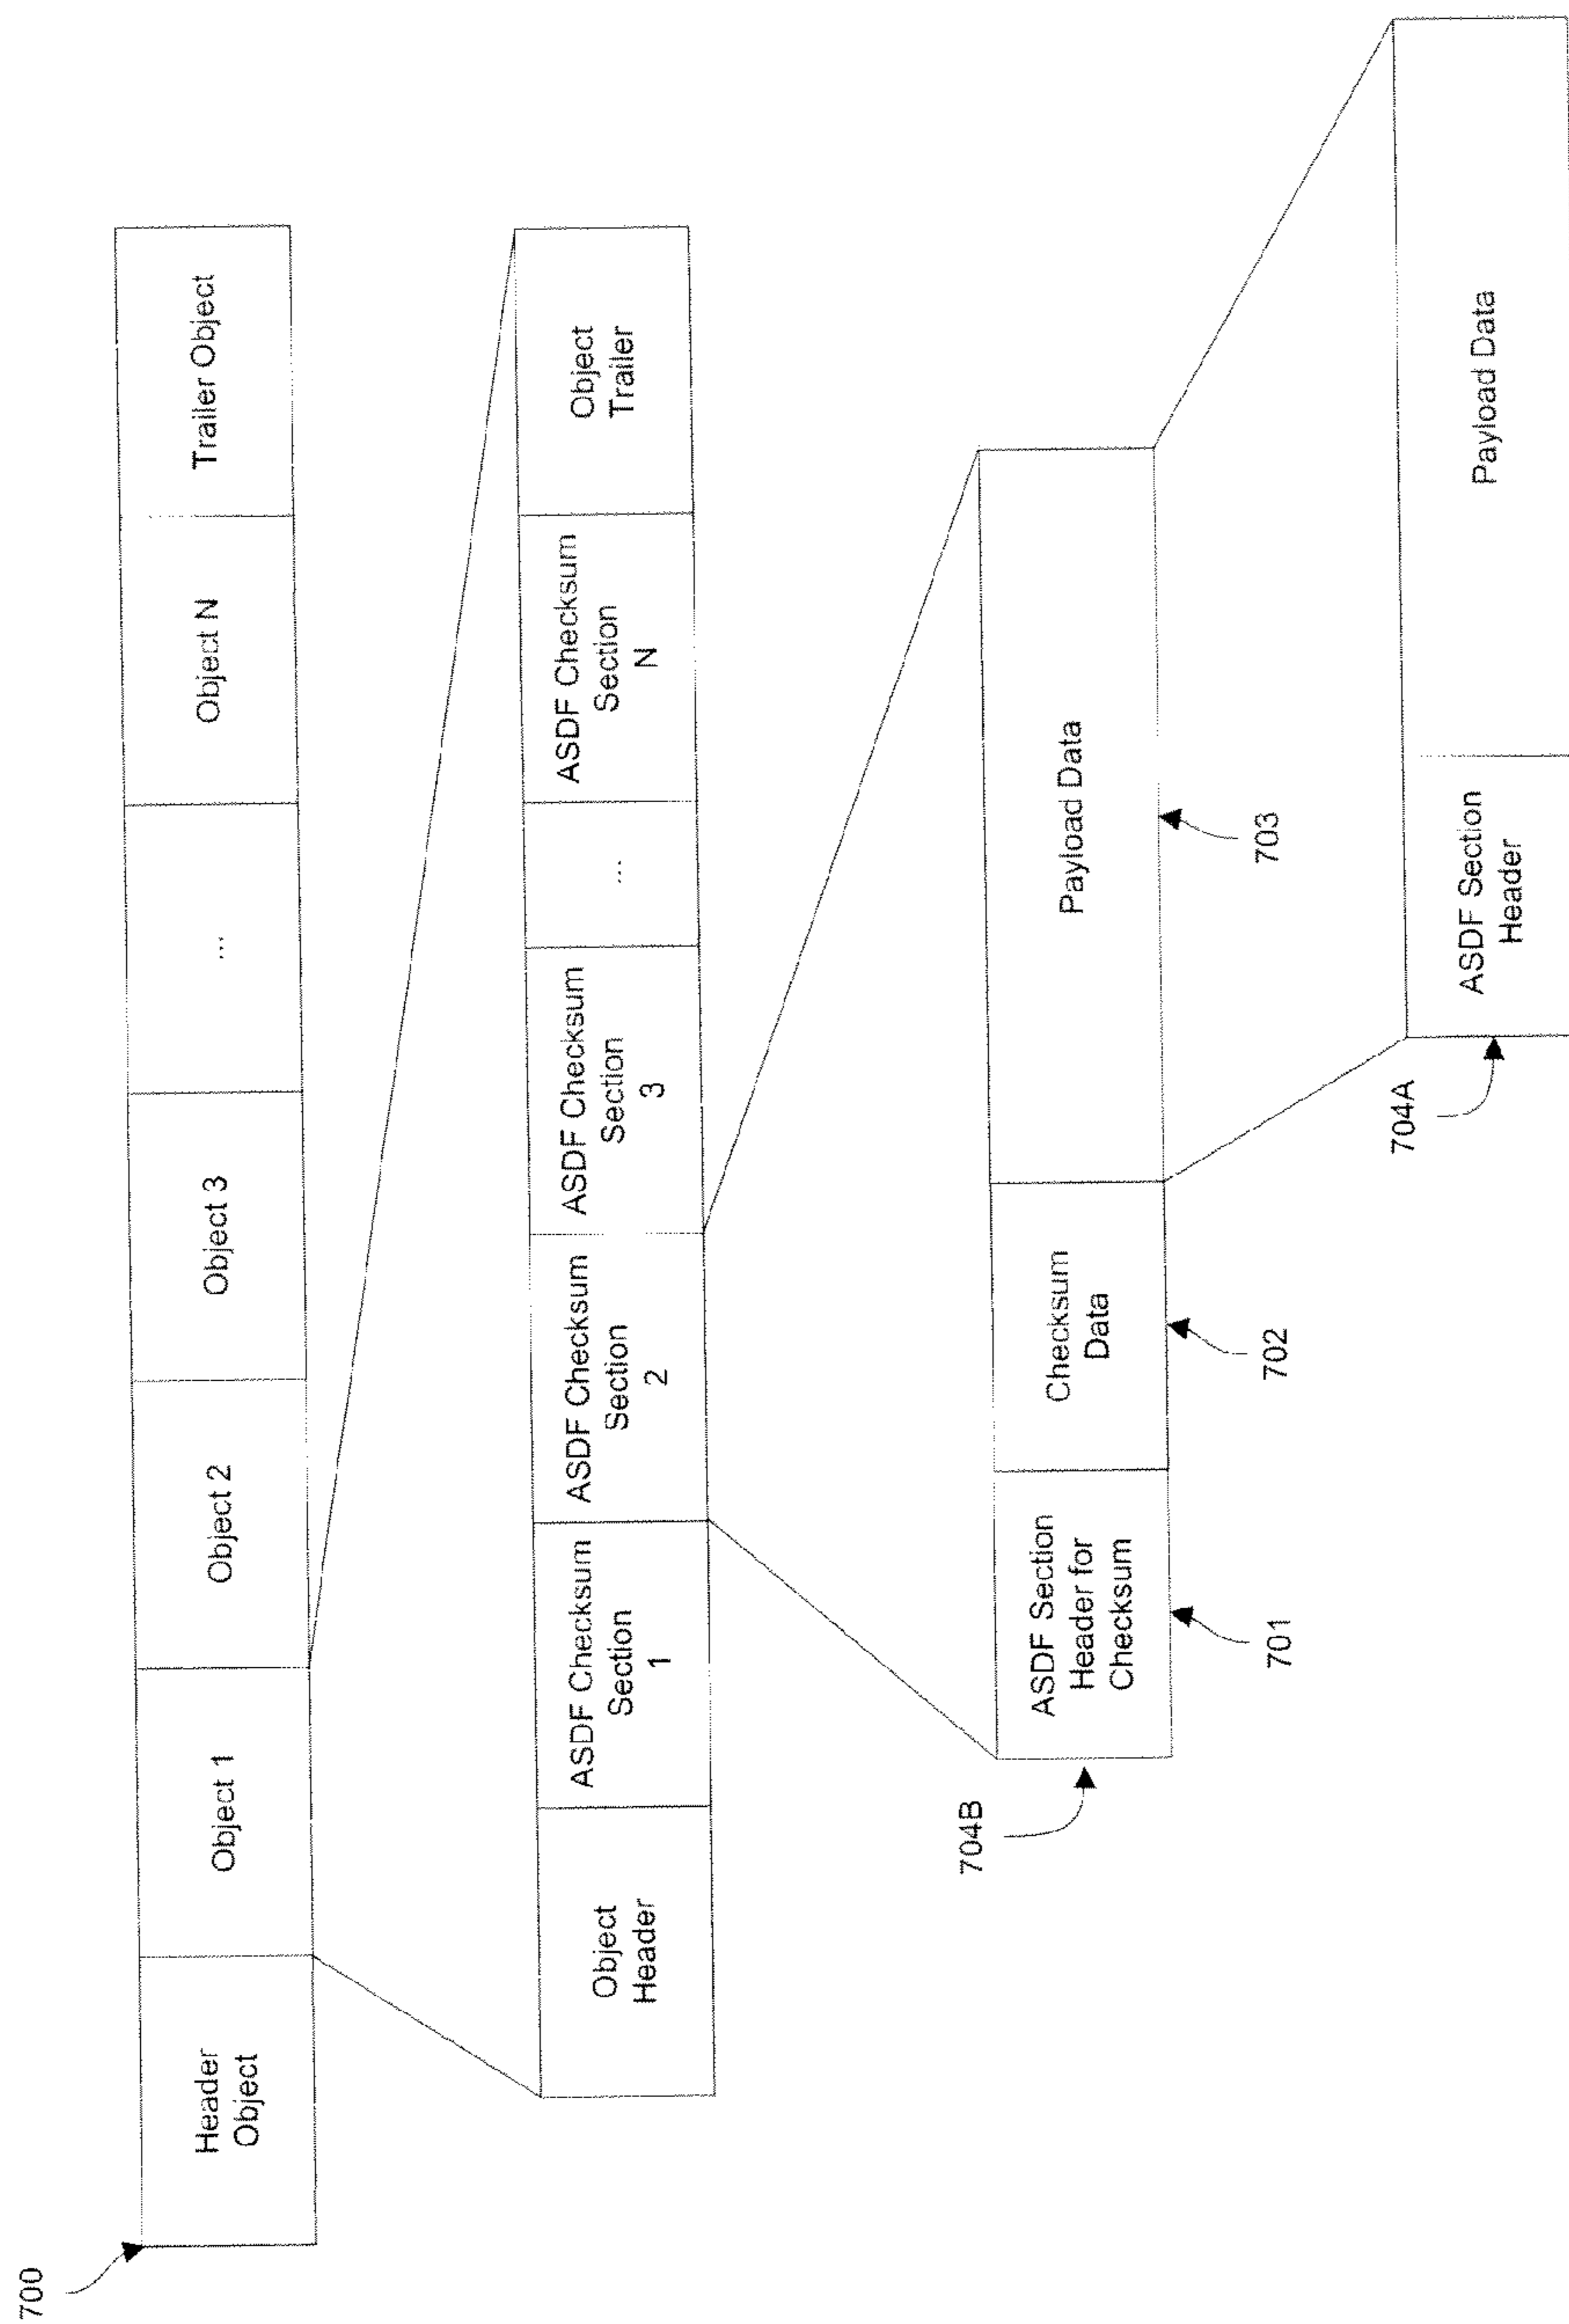 700
Header
Object
Object 1
Object 2
Object 3
...
Object N
Trailer Object
Object
Header
ASDF Checksum
Section
1
ASDF Checksum
Section
2
ASDF Checksum
Section
3
...
ASDF Checksum
Section
N
Object
Trailer
704B
ASDF Section
Header for
Checksum
Checksum
Data
Payload Data
701
702
703
704A
ASDF Section
Header
Payload Data